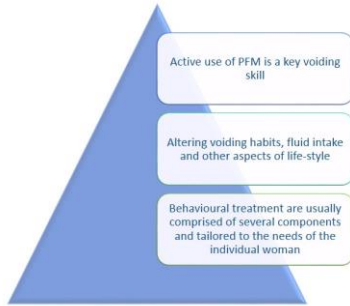 Active use of PFM is a key voiding
skill
Altering voiding habits, fluid intake
and other aspects of life-style
Behavioural treatment are usually
comprised of several components
and tailored to the needs of the
individual woman